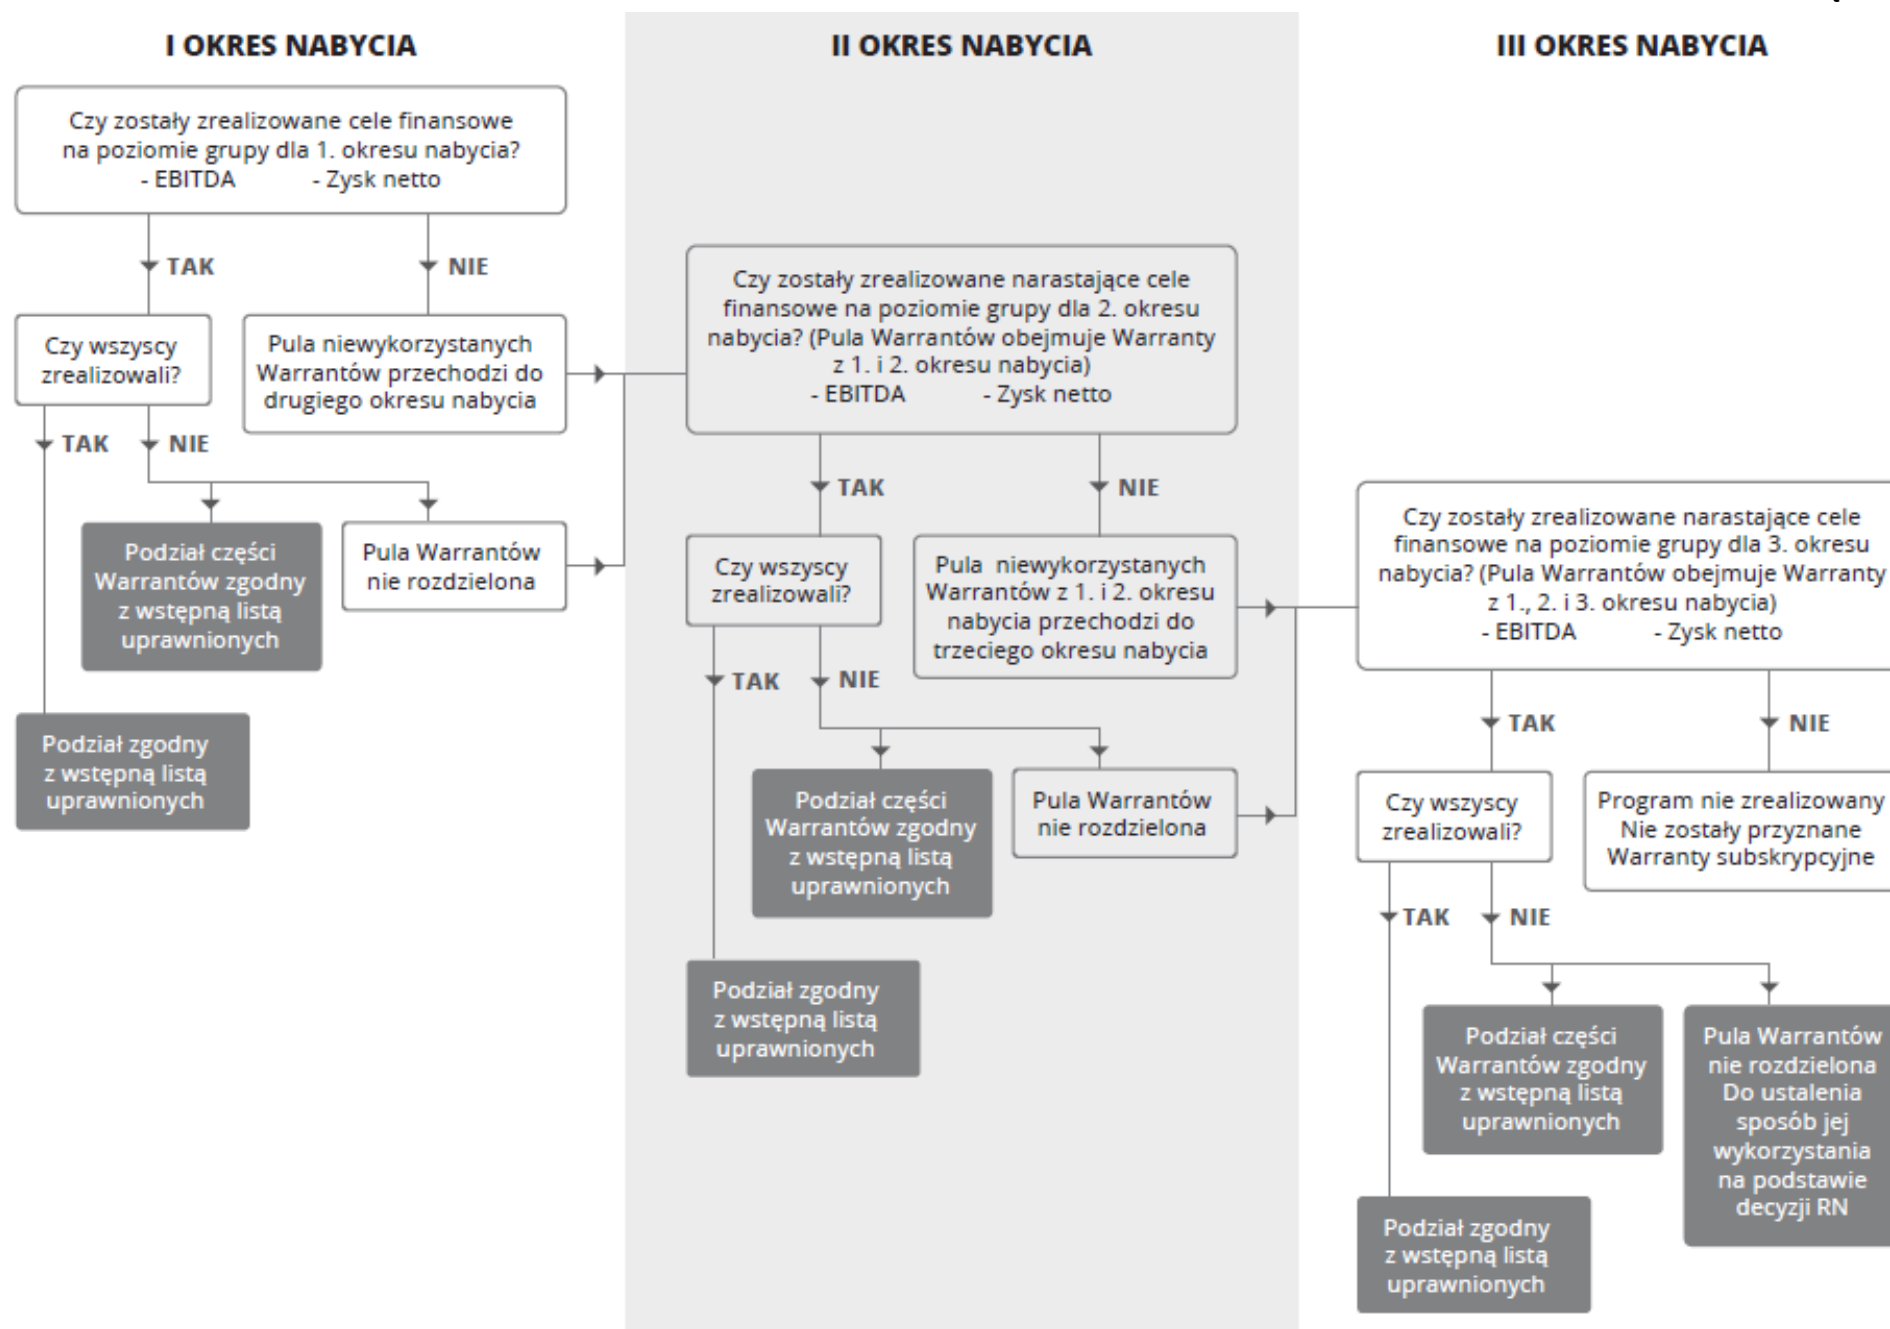 I OKRES NABYCIA
Czy zostały zrealizowane cele finansowe
na poziomie grupy dla 1. okresu nabycia?
- EBITDA - Zysk netto
TAK
NIE
Czy wszyscy
zrealizowali?
Pula niewykorzystanych
Warrantów przechodzi do
drugiego okresu nabycia
TAK
NIE
Podział części
Warrantów zgodny
z wstępną listą
uprawnionych
Pula Warrantów
nie rozdzielona
Podział zgodny
z wstępną listą
uprawnionych
II OKRES NABYCIA
Czy zostały zrealizowane narastające cele
finansowe na poziomie grupy dla 2. okresu
nabycia? (Pula Warrantów obejmuje Warranty
z 1. i 2. okresu nabycia)
- EBITDA - Zysk netto
TAK
NIE
Czy wszyscy
zrealizowali?
Pula niewykorzystanych
Warrantów z 1. i 2. okresu
nabycia przechodzi do
trzeciego okresu nabycia
TAK
NIE
Podział części
Warrantów zgodny
z wstępną listą
uprawnionych
Pula Warrantów
nie rozdzielona
Podział zgodny
z wstępną listą
uprawnionych
III OKRES NABYCIA
Czy zostały zrealizowane narastające cele
finansowe na poziomie grupy dla 3. okresu
nabycia? (Pula Warrantów obejmuje Warranty
z 1., 2. i 3. okresu nabycia)
- EBITDA - Zysk netto
TAK
NIE
Czy wszyscy
zrealizowali?
Program nie zrealizowany
Nie zostały przyznane
Warranty subskrypcyjne
TAK
NIE
Podział części
Warrantów zgodny
z wstępną listą
uprawnionych
Pula Warrantów
nie rozdzielona
Do ustalenia
sposób jej
wykorzystania
na podstawie
decyzji RN
Podział zgodny
z wstępną listą
uprawnionych